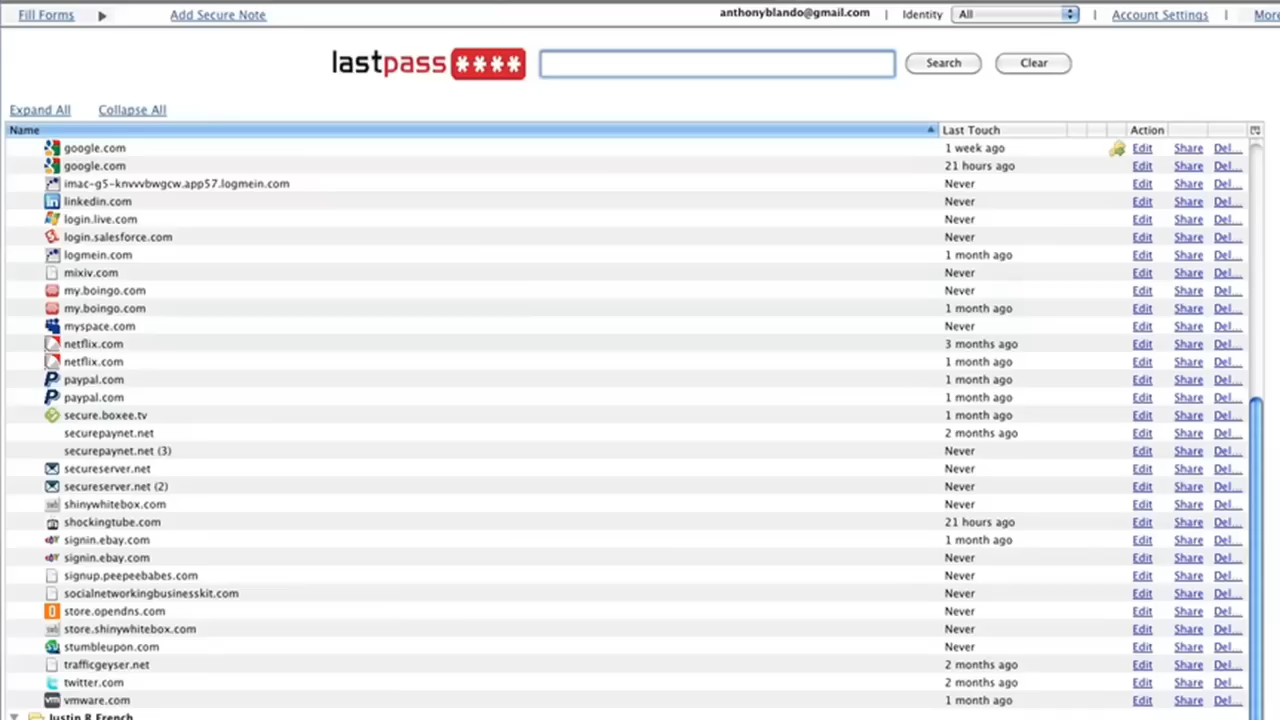 Fill Forms Add Secure Note anthonyblando@gmail.com | Identity All | Account Settings | More
lastpass **** Search Clear
Expand All Collapse All
Name Last Touch Action
google.com 1 week ago Edit Share Del...
google.com 21 hours ago Edit Share Del...
imac-g5-knvvvbwgcw.app57.logmein.com Never Edit Share Del...
linkedin.com Never Edit Share Del...
login.live.com Never Edit Share Del...
login.salesforce.com Never Edit Share Del...
logmein.com 1 month ago Edit Share Del...
mixiv.com Never Edit Share Del...
my.boingo.com Never Edit Share Del...
my.boingo.com 1 month ago Edit Share Del...
myspace.com Never Edit Share Del...
netflix.com 3 months ago Edit Share Del...
netflix.com 1 month ago Edit Share Del...
paypal.com 1 month ago Edit Share Del...
paypal.com 1 month ago Edit Share Del...
secure.boxee.tv 1 month ago Edit Share Del...
securepaynet.net 2 months ago Edit Share Del...
securepaynet.net (3) Never Edit Share Del...
secureserver.net Never Edit Share Del...
secureserver.net (2) Never Edit Share Del...
shinywhitebox.com Never Edit Share Del...
shockingtube.com 21 hours ago Edit Share Del...
signin.ebay.com 1 month ago Edit Share Del...
signin.ebay.com Never Edit Share Del...
signup.peepeebabes.com Never Edit Share Del...
socialnetworkingbusinesskit.com Never Edit Share Del...
store.opendns.com Never Edit Share Del...
store.shinywhitebox.com Never Edit Share Del...
stumbleupon.com Never Edit Share Del...
trafficgeyser.net 2 months ago Edit Share Del...
twitter.com 2 months ago Edit Share Del...
vmware.com 1 month ago Edit Share Del...
Justin R French